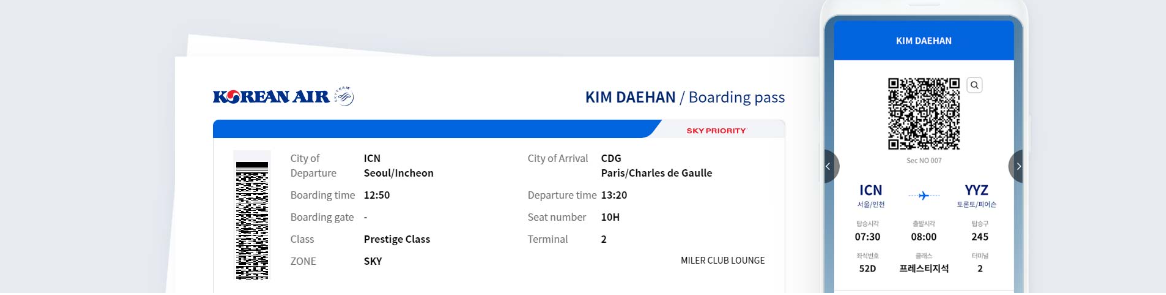 KOREAN AIR
KIM DAEHAN / Boarding pass
SKY PRIORITY
City of Departure ICN Seoul/Incheon
City of Arrival CDG Paris/Charles de Gaulle
Boarding time 12:50
Departure time 13:20
Boarding gate -
Seat number 10H
Class Prestige Class
Terminal 2
ZONE SKY
MILER CLUB LOUNGE
KIM DAEHAN
Sec NO 007
ICN YYZ
서울/인천 토론토/피어슨
탑승시각 출발시각 탑승구
07:30 08:00 245
좌석번호 클래스 터미널
52D 프레스티지석 2